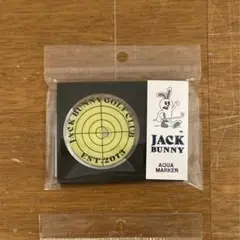 JACK BUNNY GOLF CLUB
EST.2013
JACK
BUNNY
AQUA
MARKER